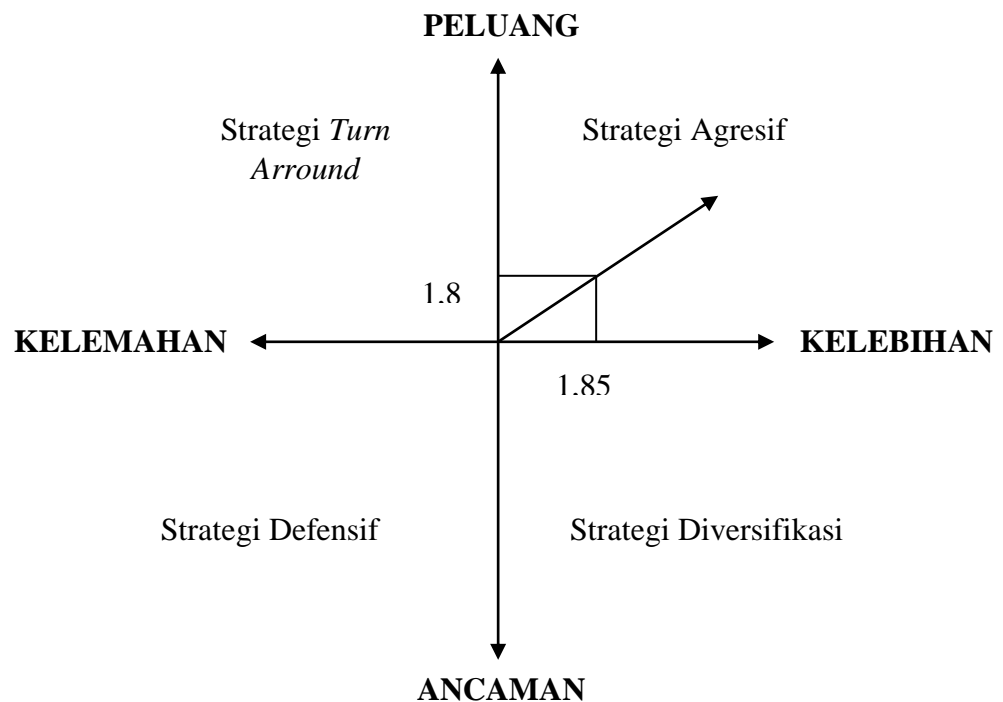 PELUANG
Strategi Turn
Arround
Strategi Agresif
1,8
KELEMAHAN
KELEBIHAN
1,85
Strategi Defensif
Strategi Diversifikasi
ANCAMAN